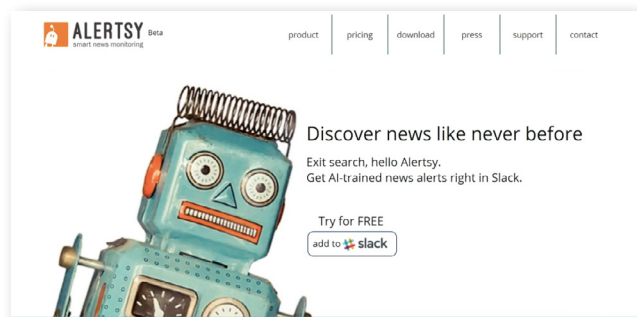 ALERTSY Beta
smart news monitoring
product pricing download press support contact
Discover news like never before
Exit search, hello Alertsy.
Get AI-trained news alerts right in Slack.
Try for FREE
add to slack